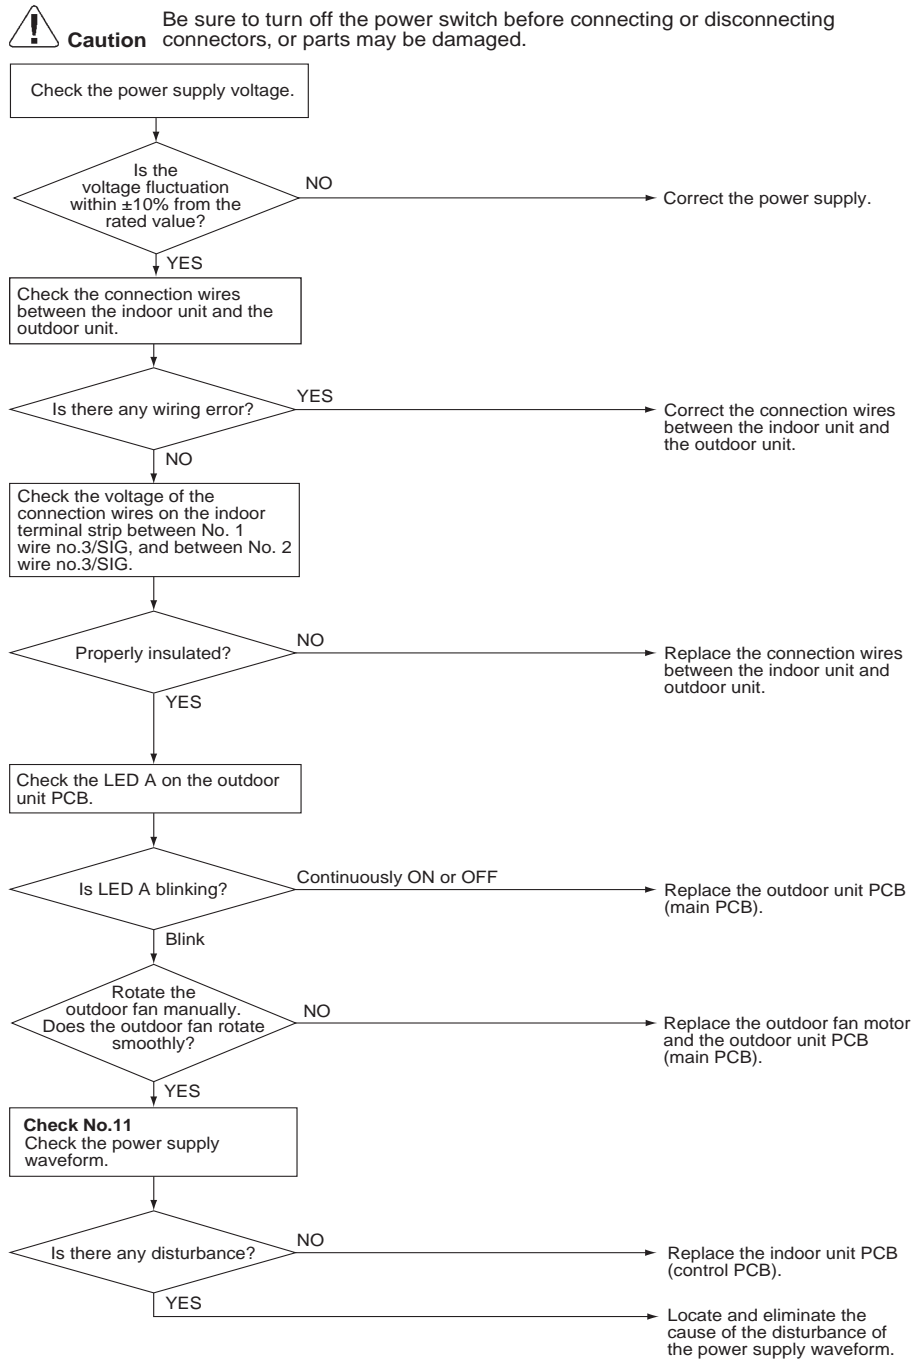 Caution
Be sure to turn off the power switch before connecting or disconnecting
connectors, or parts may be damaged.
Check the power supply voltage.
Is the
voltage fluctuation
within ±10% from the
rated value?
NO
Correct the power supply.
YES
Check the connection wires
between the indoor unit and the
outdoor unit.
Is there any wiring error?
YES
Correct the connection wires
between the indoor unit and
the outdoor unit.
NO
Check the voltage of the
connection wires on the indoor
terminal strip between No. 1
wire no.3/SIG, and between No. 2
wire no.3/SIG.
Properly insulated?
NO
Replace the connection wires
between the indoor unit and
outdoor unit.
YES
Check the LED A on the outdoor
unit PCB.
Is LED A blinking?
Continuously ON or OFF
Replace the outdoor unit PCB
(main PCB).
Blink
Rotate the
outdoor fan manually.
Does the outdoor fan rotate
smoothly?
NO
Replace the outdoor fan motor
and the outdoor unit PCB
(main PCB).
YES
Check No.11
Check the power supply
waveform.
Is there any disturbance?
NO
Replace the indoor unit PCB
(control PCB).
YES
Locate and eliminate the
cause of the disturbance of
the power supply waveform.